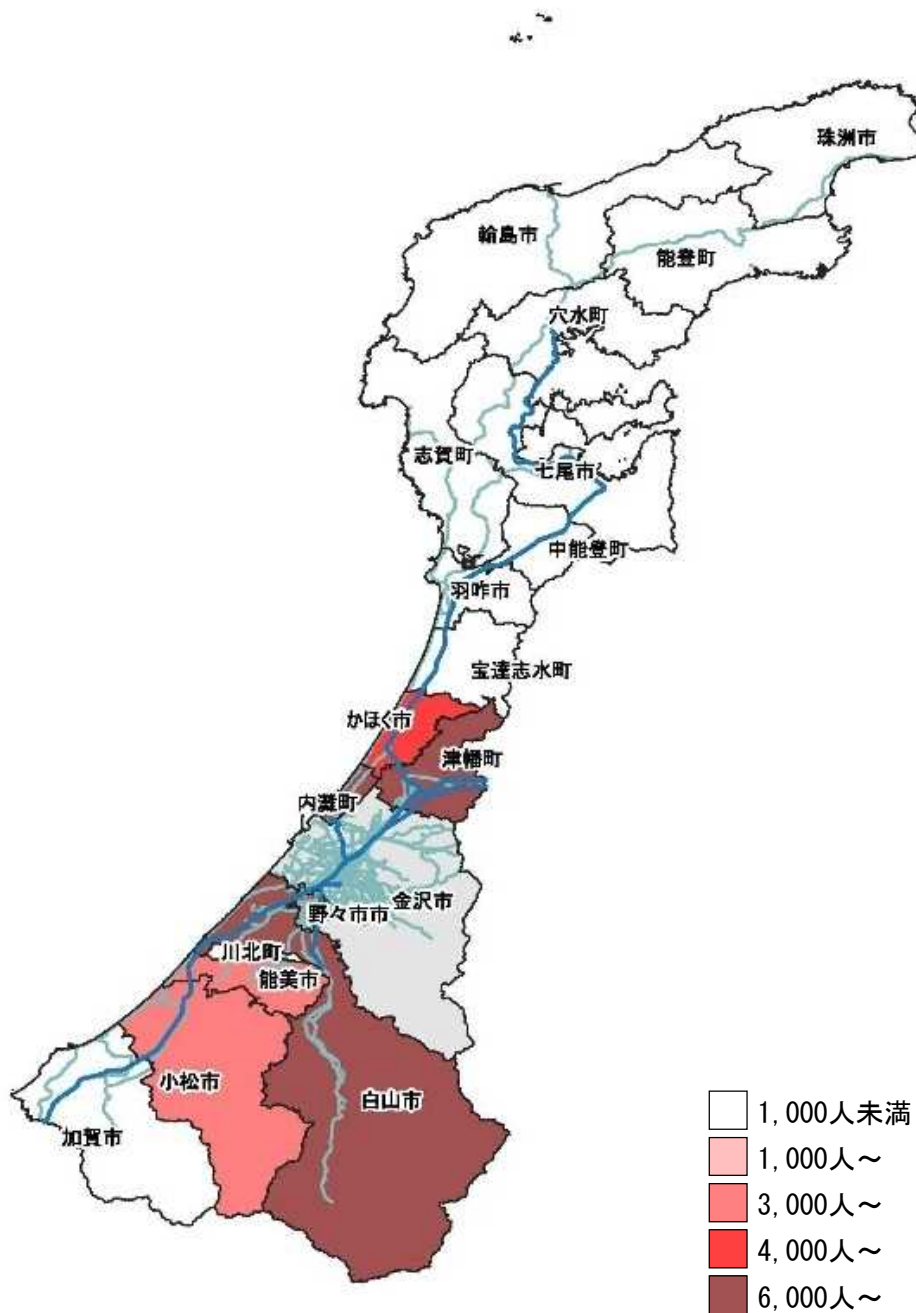 珠洲市
輪島市
能登町
穴水町
志賀町
七尾市
中能登町
羽咋市
宝達志水町
かほく市
津幡町
内灘町
金沢市
野々市市
川北町
能美市
小松市
白山市
加賀市
1,000人未満
1,000人～
3,000人～
4,000人～
6,000人～